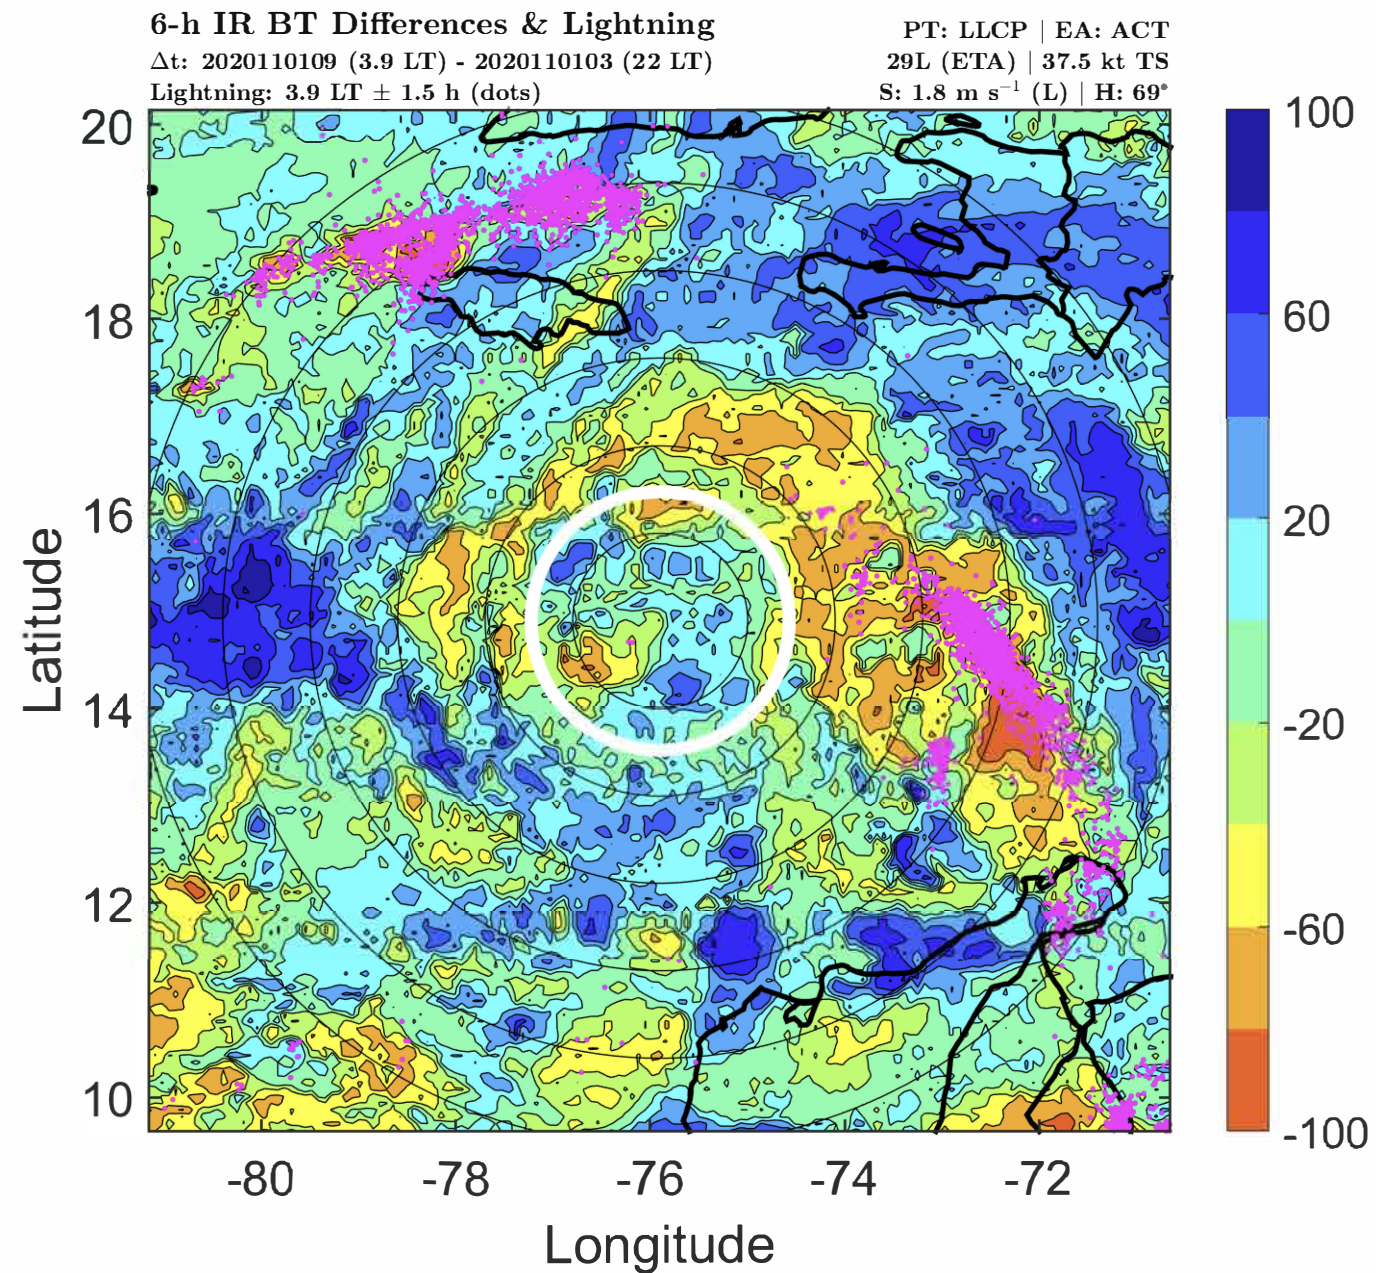 6-h IR BT Differences & Lightning
PT: LLCP | EA: ACT
Δt: 2020110109 (3.9 LT) - 2020110103 (22 LT)
29L (ETA) | 37.5 kt TS
Lightning: 3.9 LT ± 1.5 h (dots)
S: 1.8 m s⁻¹ (L) | H: 69°
20
18
16
14
12
10
Latitude
-80
-78
-76
-74
-72
Longitude
100
60
20
-20
-60
-100